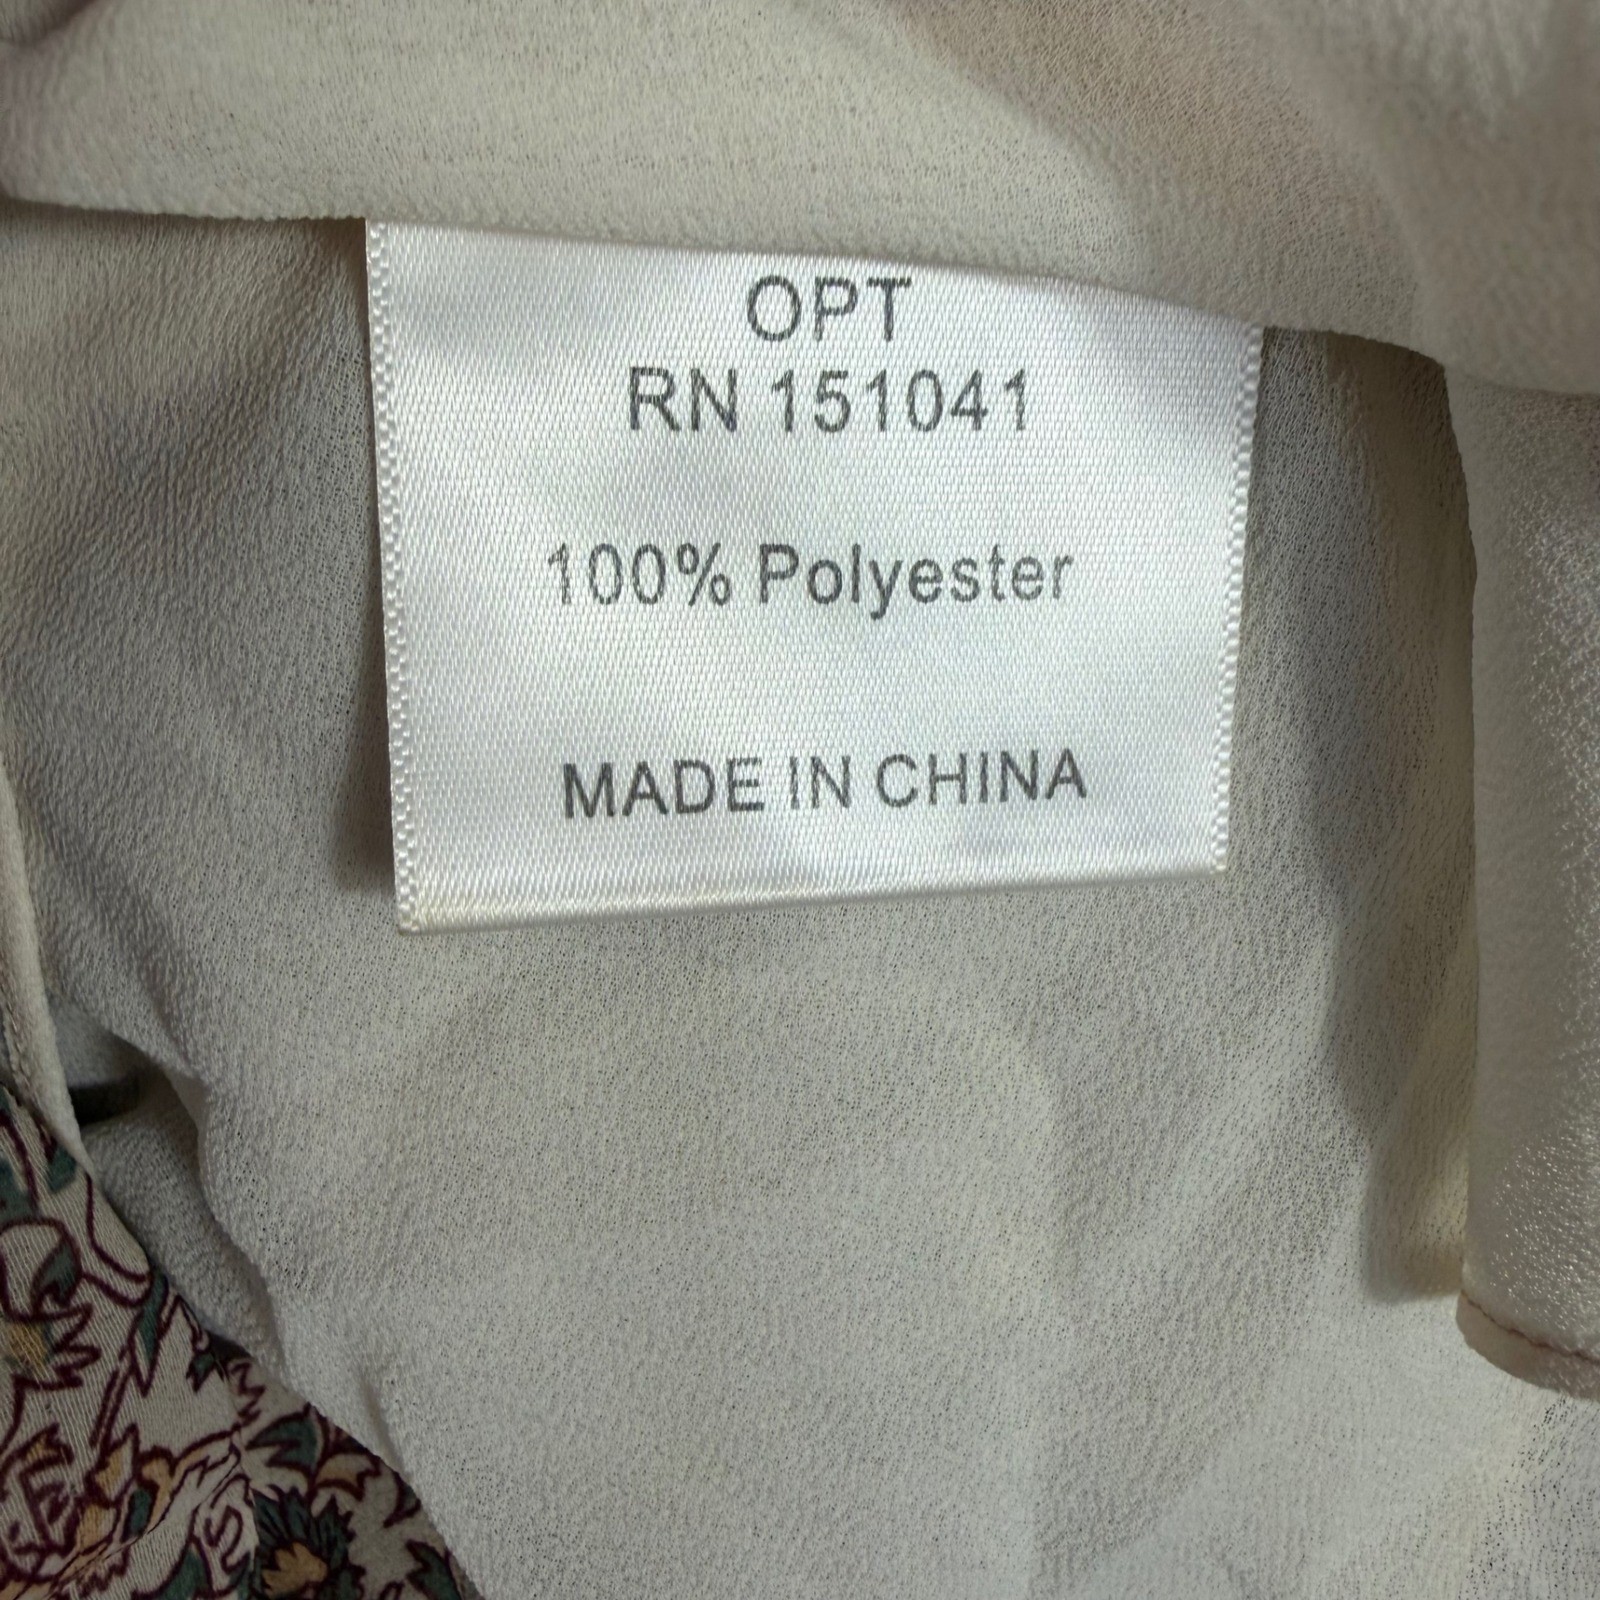 OPT
RN 151041
100% Polyester
MADE IN CHINA